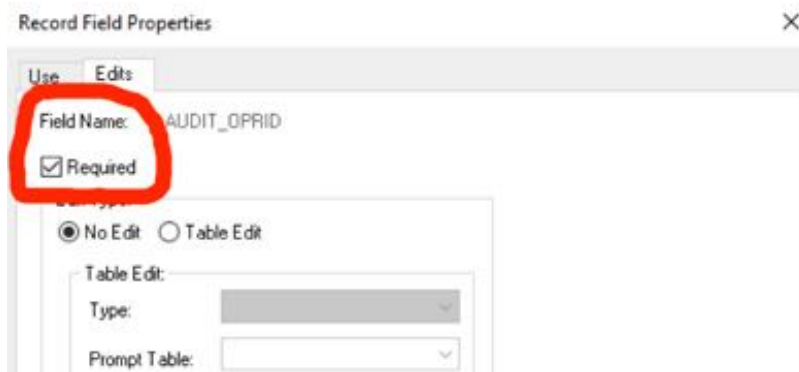 Record Field Properties
Use Edits
Field Name: AUDIT_OPRID
Required
No Edit Table Edit
Table Edit:
Type:
Prompt Table: